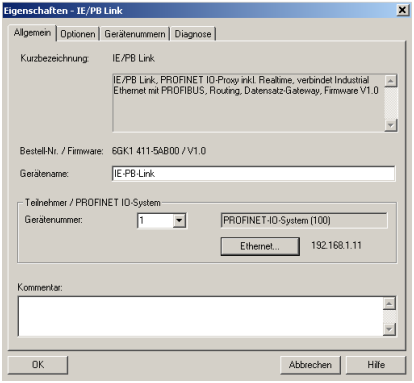 Eigenschaften - IE/PB Link
Allgemein Optionen Gerätenummern Diagnose
Kurzbezeichnung: IE/PB Link
IE/PB Link, PROFINET IO-Proxy inkl. Realtime, verbindet Industrial
Ethernet mit PROFIBUS, Routing, Datensatz-Gateway, Firmware V1.0
Bestell-Nr. / Firmware: 6GK1 411-5AB00 / V1.0
Gerätename: IE-PB-Link
Teilnehmer / PROFINET IO-System
Gerätenummer: 1 PROFINET-IO-System (100)
Ethernet... 192.168.1.11
Kommentar:
OK Abbrechen Hilfe